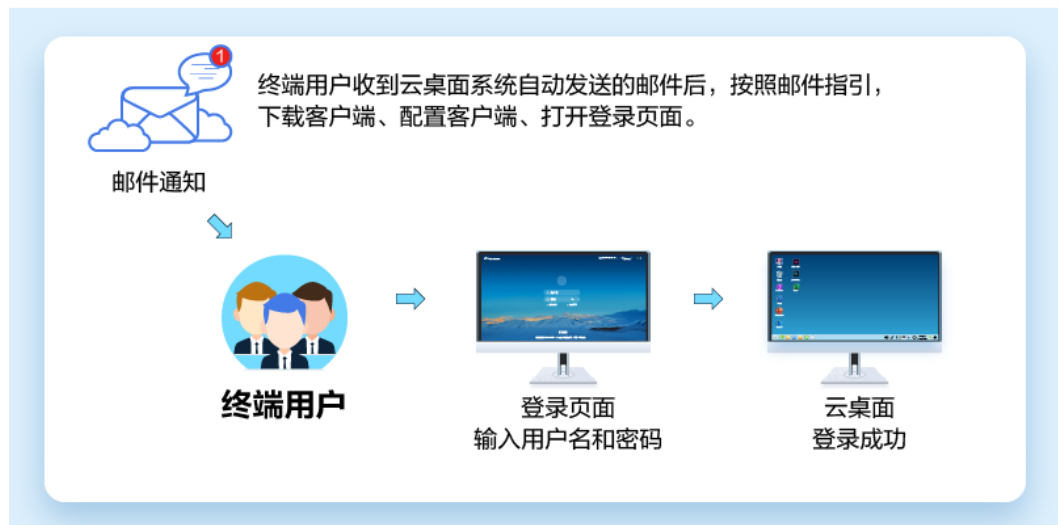 1
终端用户收到云桌面系统自动发送的邮件后，按照邮件指引，
下载客户端、配置客户端、打开登录页面。
邮件通知
终端用户
登录页面
输入用户名和密码
云桌面
登录成功